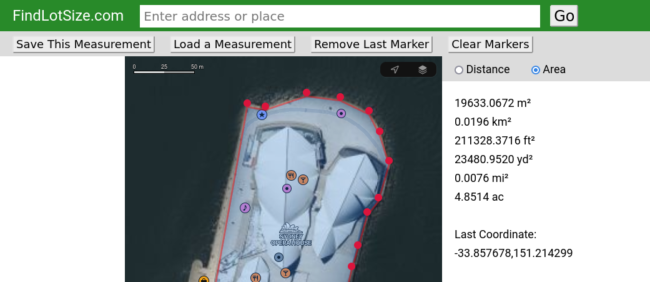 FindLotSize.com Enter address or place Go
Save This Measurement Load a Measurement Remove Last Marker Clear Markers
0 25 50 m
Distance Area
19633.0672 m²
0.0196 km²
211328.3716 ft²
23480.9520 yd²
0.0076 mi²
4.8514 ac
SYDNEY
OPERA HOUSE
Last Coordinate:
-33.857678,151.214299